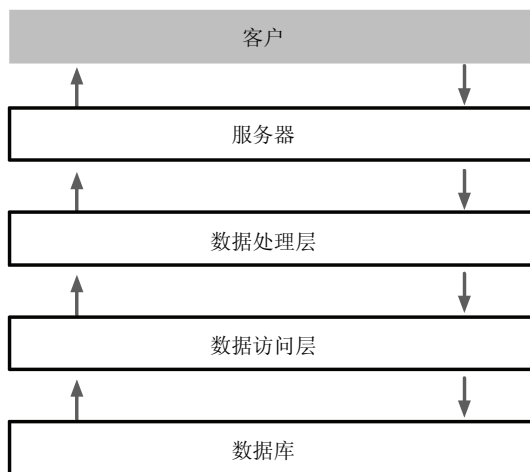 客户
服务器
数据处理层
数据访问层
数据库